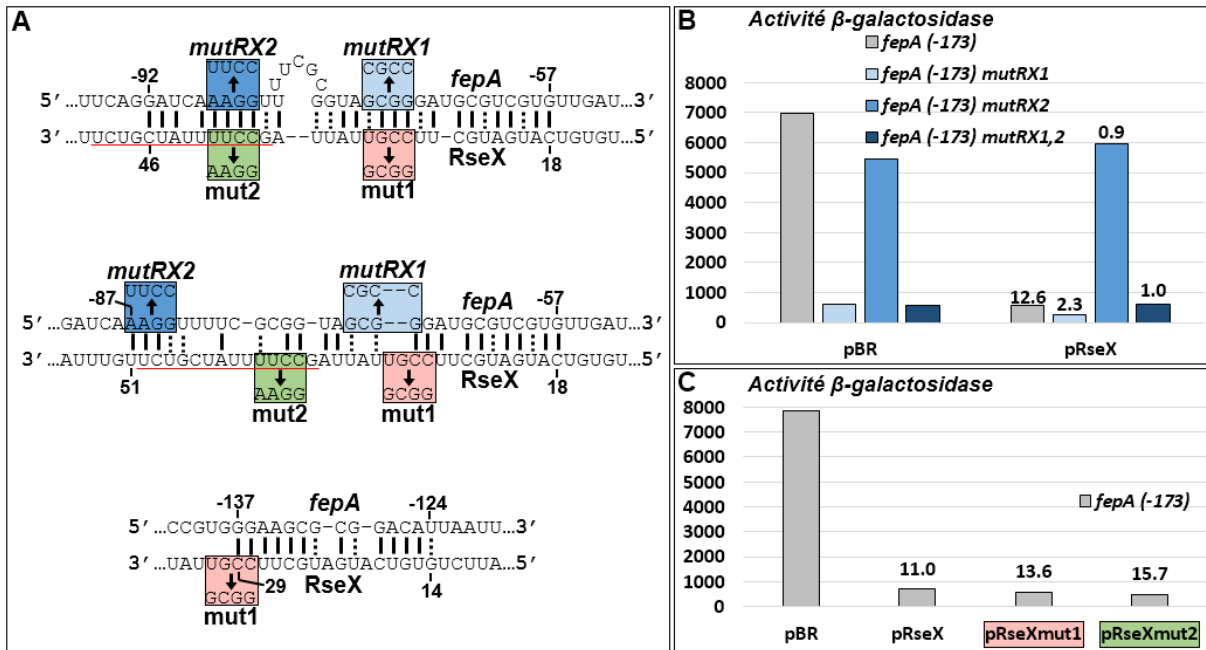 A
mutRX2 mutRX1
UUCC UUCGC CGCC fepA
-92 -57
5’ …UUCAGGAUCAAAGGUU GGUAGCGGGAUGCGUCGUGUUGAU…3’
3’ …UUCUGCUAUUUUCCGA--UUAUUGCCUU-CGUAGUACUGUGU…5’
46 AAGG GCGG RseX 18
mut2 mut1
mutRX2 mutRX1
UUCC CGC--C fepA
-87 -57
5’ …GAUCAAAGGUUUUC-GCGG-UAGCG--GGAUGCGUCGUGUUGAU…3’
3’ …AUUUGUUCUGCUAUUUUCCGAUUAUUGCCUUCGUAGUACUGUGU…5’
51 AAGG GCGG RseX 18
mut2 mut1
-137 fepA -124
5’ …CCGUGGGAAGCG-CG-GACAUUAAUU…3’
3’ …UAUUGCCUUCGUAGUACUGUGUCUUA…5’
GCGG 29 RseX 14
mut1
B
Activité β-galactosidase
fepA (-173)
fepA (-173) mutRX1
fepA (-173) mutRX2
fepA (-173) mutRX1,2
8000
7000
6000
5000
4000
3000
2000
1000
0
12.6 2.3 0.9 1.0
pBR pRseX
C
Activité β-galactosidase
fepA (-173)
8000
7000
6000
5000
4000
3000
2000
1000
0
11.0 13.6 15.7
pBR pRseX pRseXmut1 pRseXmut2